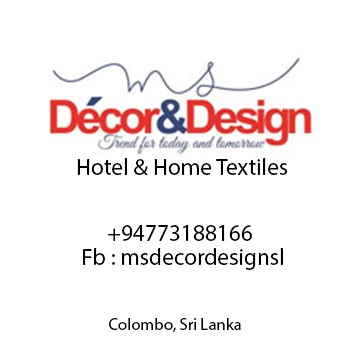 ms
Décor&Design
Trend for today and tomorrow
Hotel & Home Textiles
+94773188166
Fb : msdecordesignsl
Colombo, Sri Lanka